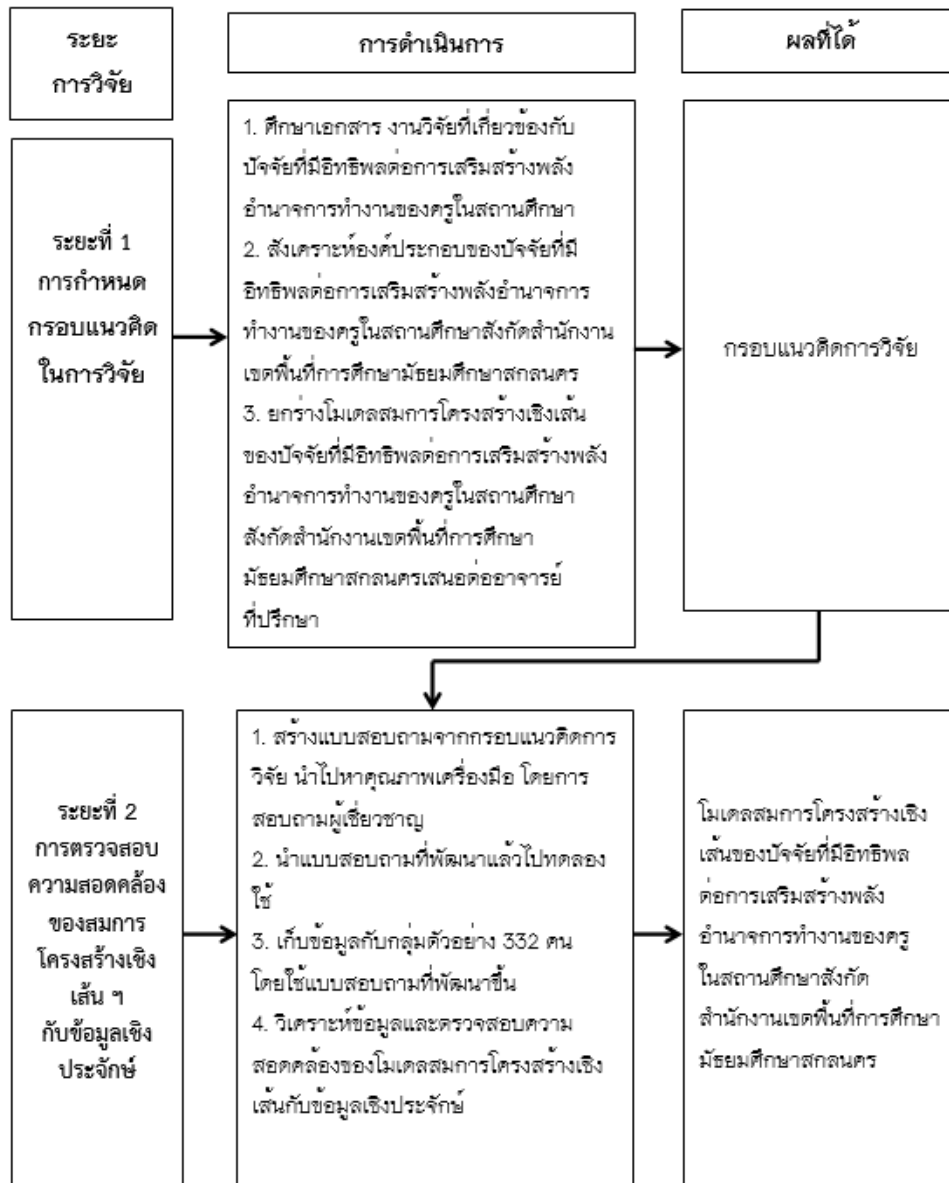 ระยะ
การวิจัย
การดำเนินการ
ผลที่ได้
ระยะที่ 1
การกำหนด
กรอบแนวคิด
ในการวิจัย
1. ศึกษาเอกสาร งานวิจัยที่เกี่ยวข้องกับ
ปัจจัยที่มีอิทธิพลต่อการเสริมสร้างพลัง
อำนาจการทำงานของครูในสถานศึกษา
2. สังเคราะห์องค์ประกอบของปัจจัยที่มี
อิทธิพลต่อการเสริมสร้างพลังอำนาจการ
ทำงานของครูในสถานศึกษาสังกัดสำนักงาน
เขตพื้นที่การศึกษามัธยมศึกษาสกลนคร
3. ยกร่างโมเดลสมการโครงสร้างเชิงเส้น
ของปัจจัยที่มีอิทธิพลต่อการเสริมสร้างพลัง
อำนาจการทำงานของครูในสถานศึกษา
สังกัดสำนักงานเขตพื้นที่การศึกษา
มัธยมศึกษาสกลนครเสนอต่ออาจารย์
ที่ปรึกษา
กรอบแนวคิดการวิจัย
ระยะที่ 2
การตรวจสอบ
ความสอดคล้อง
ของสมการ
โครงสร้างเชิง
เส้น ฯ
กับข้อมูลเชิง
ประจักษ์
1. สร้างแบบสอบถามจากกรอบแนวคิดการ
วิจัย นำไปหาคุณภาพเครื่องมือ โดยการ
สอบถามผู้เชี่ยวชาญ
2. นำแบบสอบถามที่พัฒนาแล้วไปทดลอง
ใช้
3. เก็บข้อมูลกับกลุ่มตัวอย่าง 332 คน
โดยใช้แบบสอบถามที่พัฒนาขึ้น
4. วิเคราะห์ข้อมูลและตรวจสอบความ
สอดคล้องของโมเดลสมการโครงสร้างเชิง
เส้นกับข้อมูลเชิงประจักษ์
โมเดลสมการโครงสร้างเชิง
เส้นของปัจจัยที่มีอิทธิพล
ต่อการเสริมสร้างพลัง
อำนาจการทำงานของครู
ในสถานศึกษาสังกัด
สำนักงานเขตพื้นที่การศึกษา
มัธยมศึกษาสกลนคร